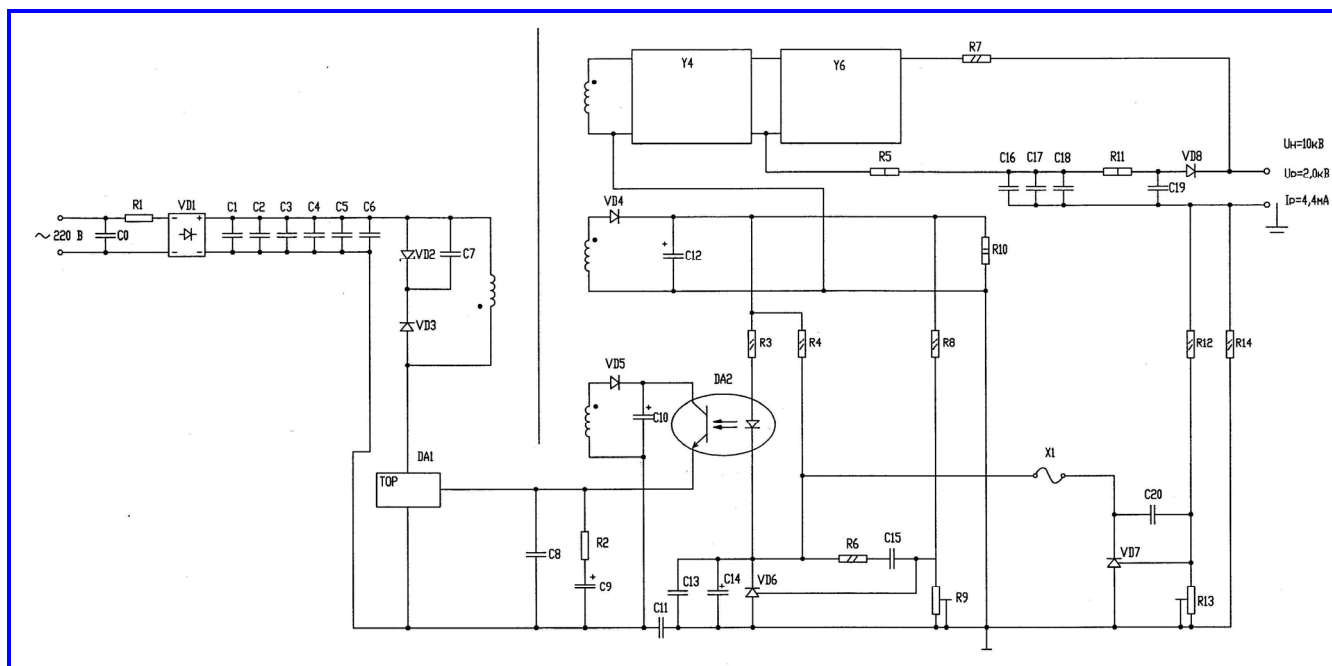 Y4
Y6
R7
Uн=10кВ
Uр=2,0кВ
Iр=4,4мА
R5
C16
C17
C18
R11
VD8
C19
R1
VD1
C1
C2
C3
C4
C5
C6
VD4
~ 220 В
C0
VD2
C7
C12
R10
VD3
R3
R4
R8
R12
R14
VD5
DA2
C10
DA1
TOP
X1
C20
R2
C8
C9
R6
C15
VD7
C13
C14
VD6
R9
R13
C11
+
+
+
+
+
-
-
-